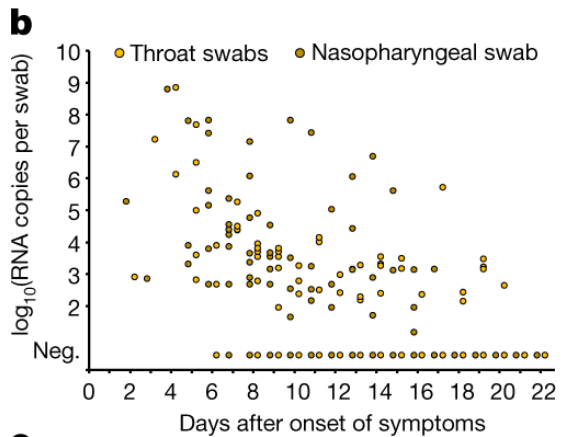 b
10 Throat swabs Nasopharyngeal swab
9
8
7
6
5
4
3
2
Neg.
log10(RNA copies per swab)
0 2 4 6 8 10 12 14 16 18 20 22
Days after onset of symptoms